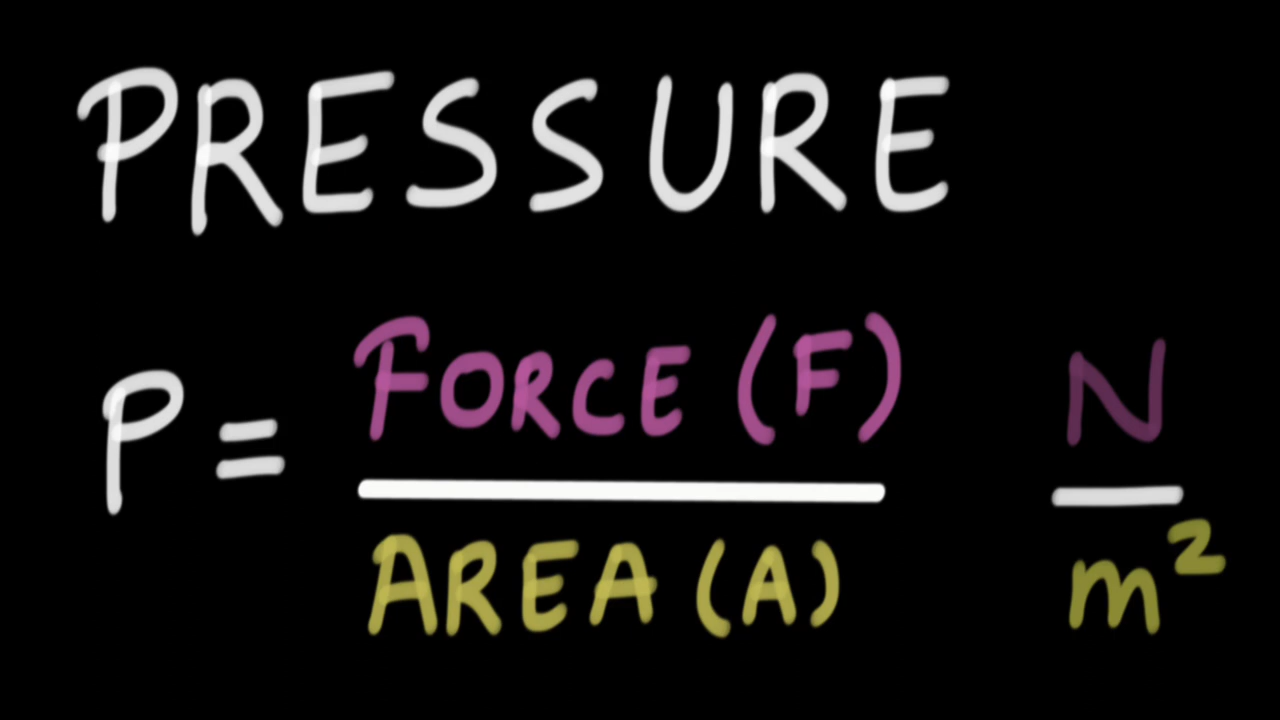 PRESSURE
P = FORCE (F) / AREA (A)
N / m²